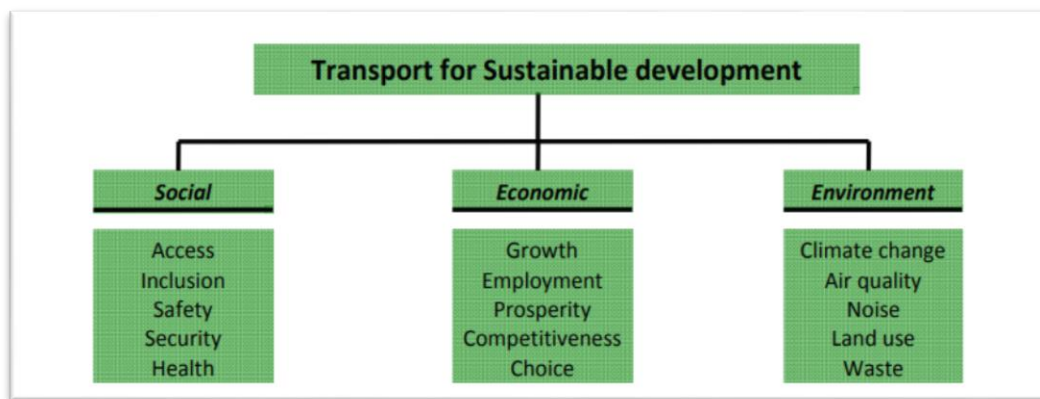 Transport for Sustainable development
Social
Access
Inclusion
Safety
Security
Health
Economic
Growth
Employment
Prosperity
Competitiveness
Choice
Environment
Climate change
Air quality
Noise
Land use
Waste